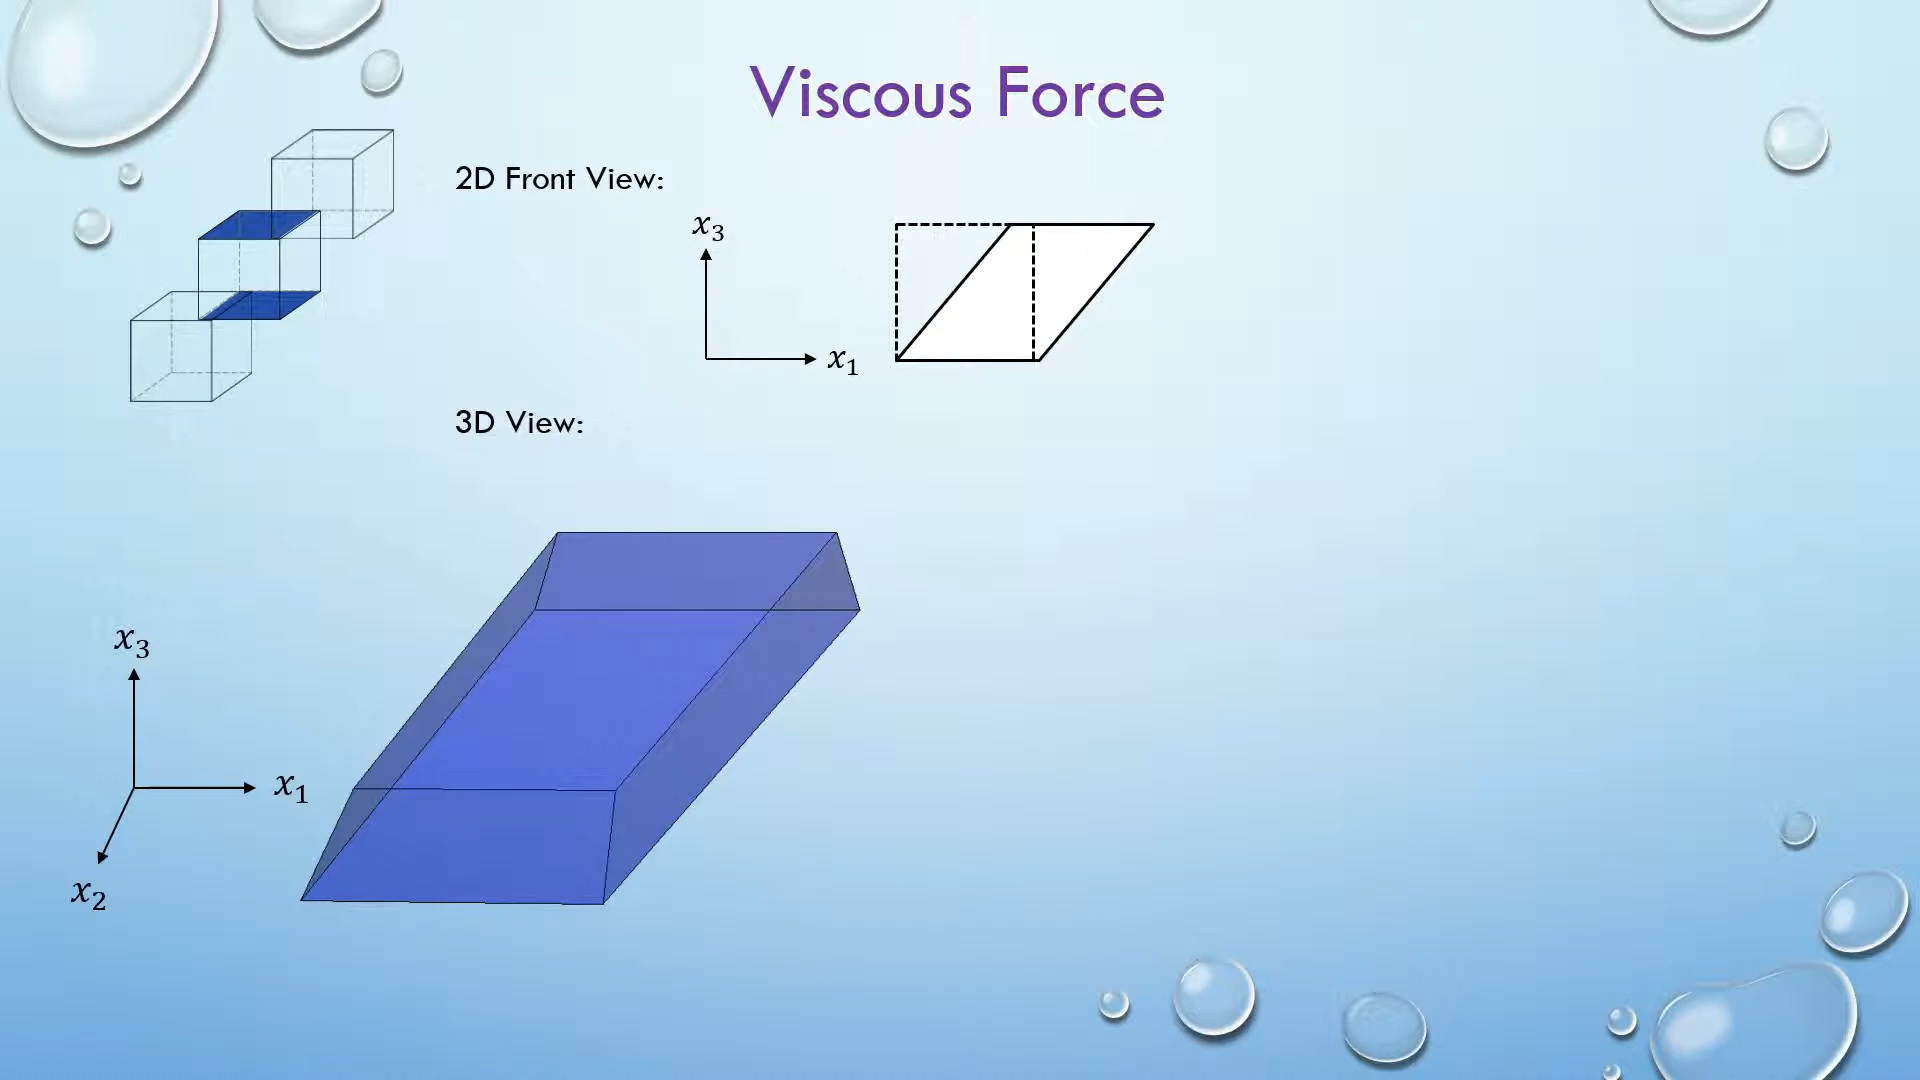 Viscous Force
2D Front View:
x₃
x₁
3D View:
x₃
x₁
x₂